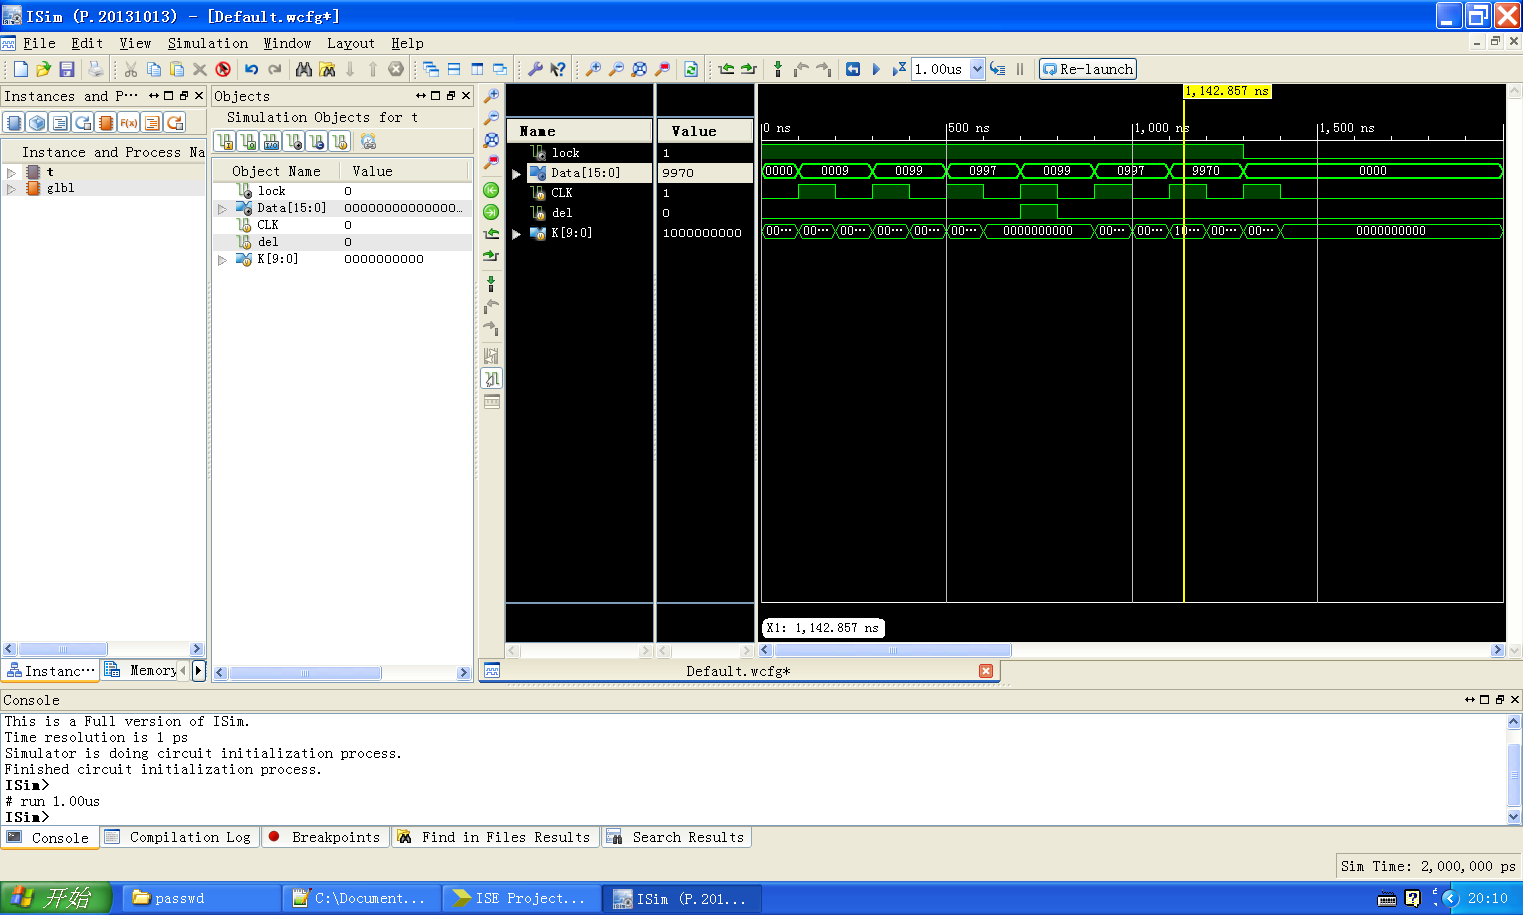 ISim (P.20131013) - [Default.wcfg*]
File Edit View Simulation Window Layout Help
1.00us Re-launch
Instances and P···
Instance and Process Na
t
glbl
Instanc··· Memory
Objects
Simulation Objects for t
Object Name Value
lock 0
Data[15:0] 00000000000000...
CLK 0
del 0
K[9:0] 0000000000
Name Value
lock 1
Data[15:0] 9970
CLK 1
del 0
K[9:0] 1000000000
1,142.857 ns
0 ns 500 ns 1,000 ns 1,500 ns
0000 0009 0099 0997 0099 0997 9970 0000
00··· 00··· 00··· 00··· 00··· 00··· 0000000000 00··· 00··· 10··· 00··· 00··· 0000000000
X1: 1,142.857 ns
Default.wcfg*
Console
This is a Full version of ISim.
Time resolution is 1 ps
Simulator is doing circuit initialization process.
Finished circuit initialization process.
ISim>
# run 1.00us
ISim>
Console Compilation Log Breakpoints Find in Files Results Search Results
Sim Time: 2,000,000 ps
开始 passwd C:\Document... ISE Projec... ISim (P.201... 20:10